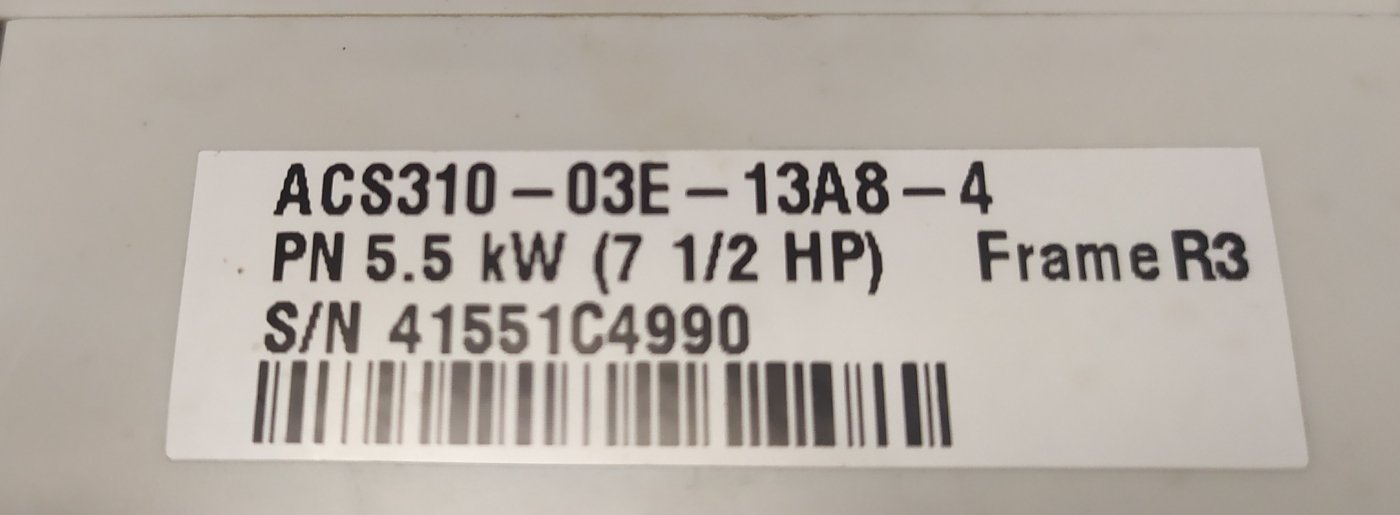 ACS310-03E-13A8-4
PN 5.5 kW (7 1/2 HP) Frame R3
S/N 41551C4990